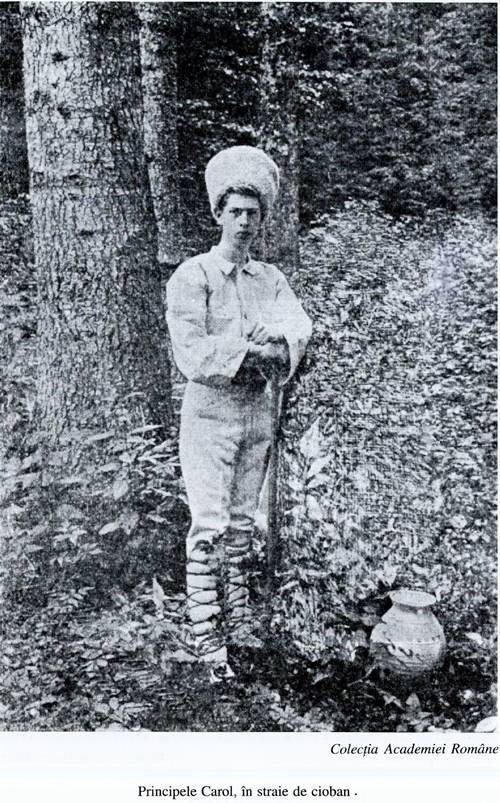 Colecția Academiei Române
Principele Carol, în straie de cioban .